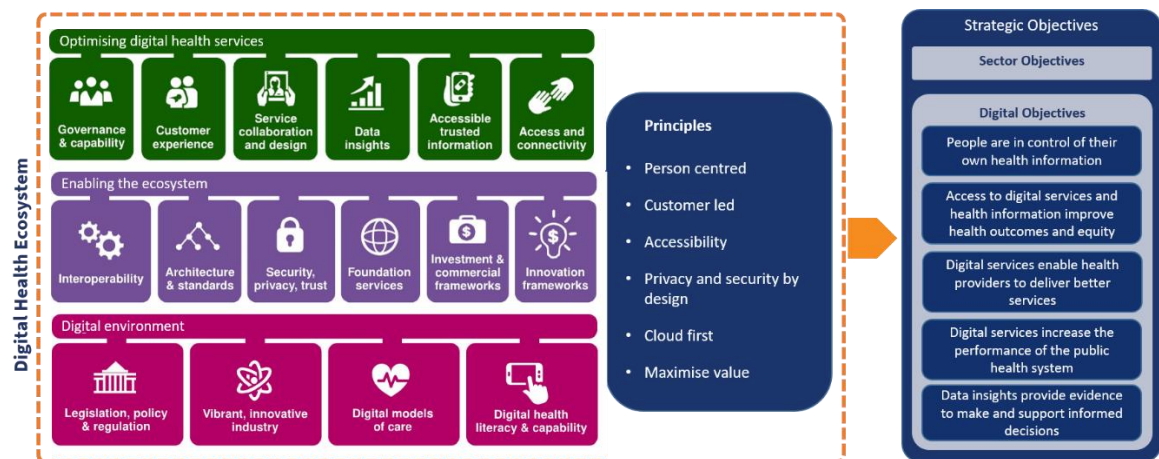 Digital Health Ecosystem
Optimising digital health services
Governance
& capability
Customer
experience
Service
collaboration
and design
Data
insights
Accessible
trusted
information
Access and
connectivity
Enabling the ecosystem
Interoperability
Architecture
& standards
Security,
privacy, trust
Foundation
services
Investment &
commercial
frameworks
Innovation
frameworks
Digital environment
Legislation, policy
& regulation
Vibrant, innovative
industry
Digital models
of care
Digital health
literacy & capability
Principles
• Person centred
• Customer led
• Accessibility
• Privacy and security by
design
• Cloud first
• Maximise value
Strategic Objectives
Sector Objectives
Digital Objectives
People are in control of their
own health information
Access to digital services and
health information improve
health outcomes and equity
Digital services enable health
providers to deliver better
services
Digital services increase the
performance of the public
health system
Data insights provide evidence
to make and support informed
decisions